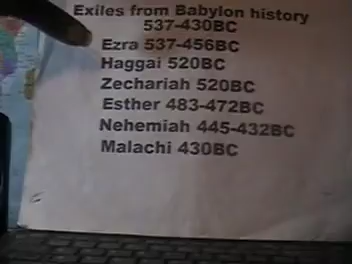 Exiles from Babylon history
537-430BC
Ezra 537-456BC
Haggai 520BC
Zechariah 520BC
Esther 483-472BC
Nehemiah 445-432BC
Malachi 430BC